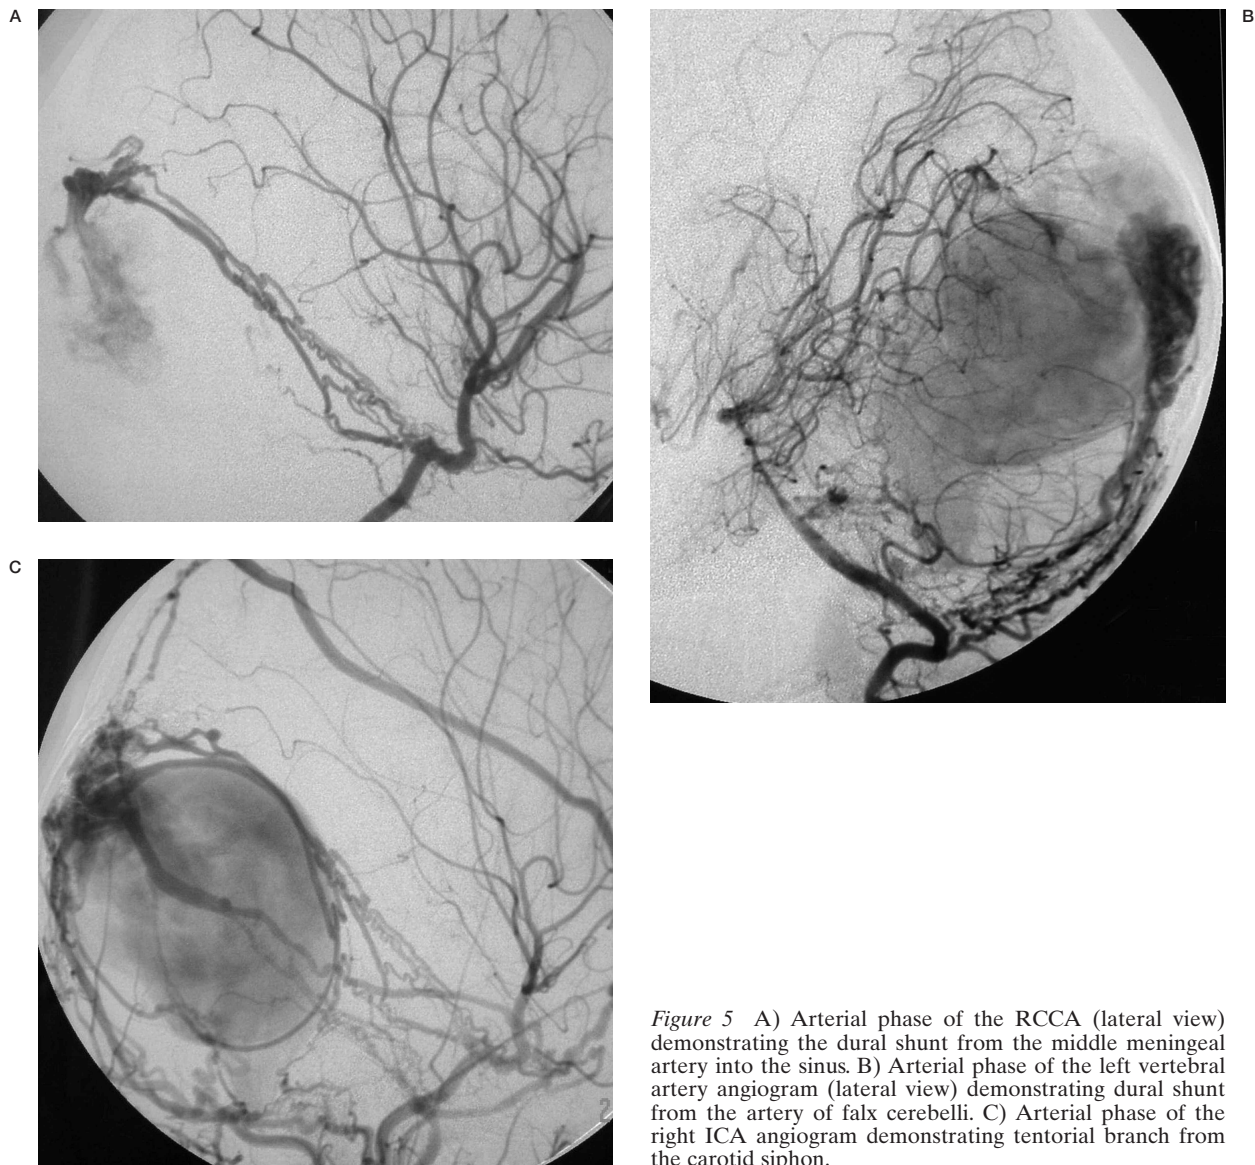 A
B
C
Figure 5 A) Arterial phase of the RCCA (lateral view)
demonstrating the dural shunt from the middle meningeal
artery into the sinus. B) Arterial phase of the left vertebral
artery angiogram (lateral view) demonstrating dural shunt
from the artery of falx cerebelli. C) Arterial phase of the
right ICA angiogram demonstrating tentorial branch from
the carotid siphon.
2